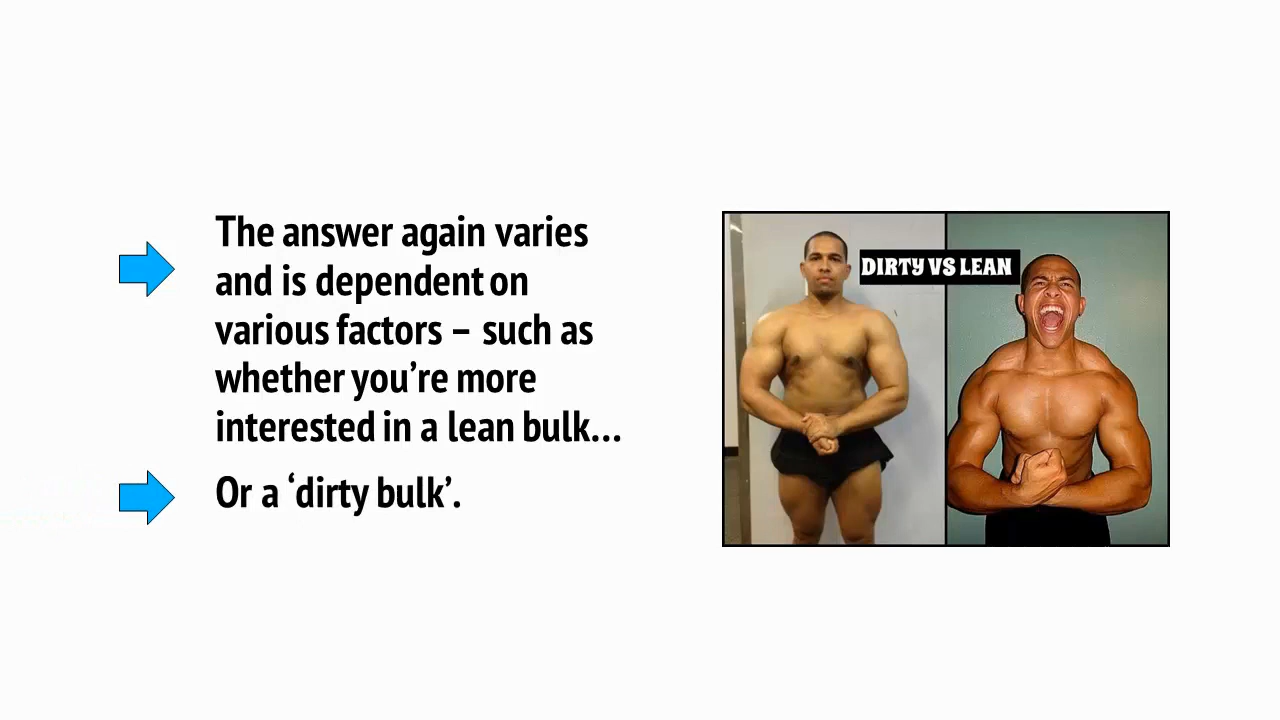 The answer again varies
and is dependent on
various factors – such as
whether you’re more
interested in a lean bulk…
Or a ‘dirty bulk’.
DIRTY VS LEAN